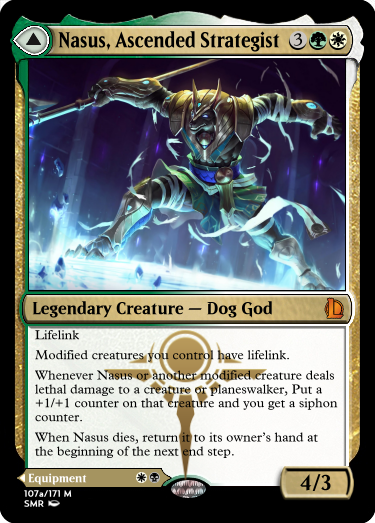 Nasus, Ascended Strategist 3
Legendary Creature — Dog God
Lifelink
Modified creatures you control have lifelink.
Whenever Nasus or another modified creature deals
lethal damage to a creature or planeswalker, Put a
+1/+1 counter on that creature and you get a siphon
counter.
When Nasus dies, return it to its owner's hand at
the beginning of the next end step.
Equipment
4/3
107a/171 M
SMR